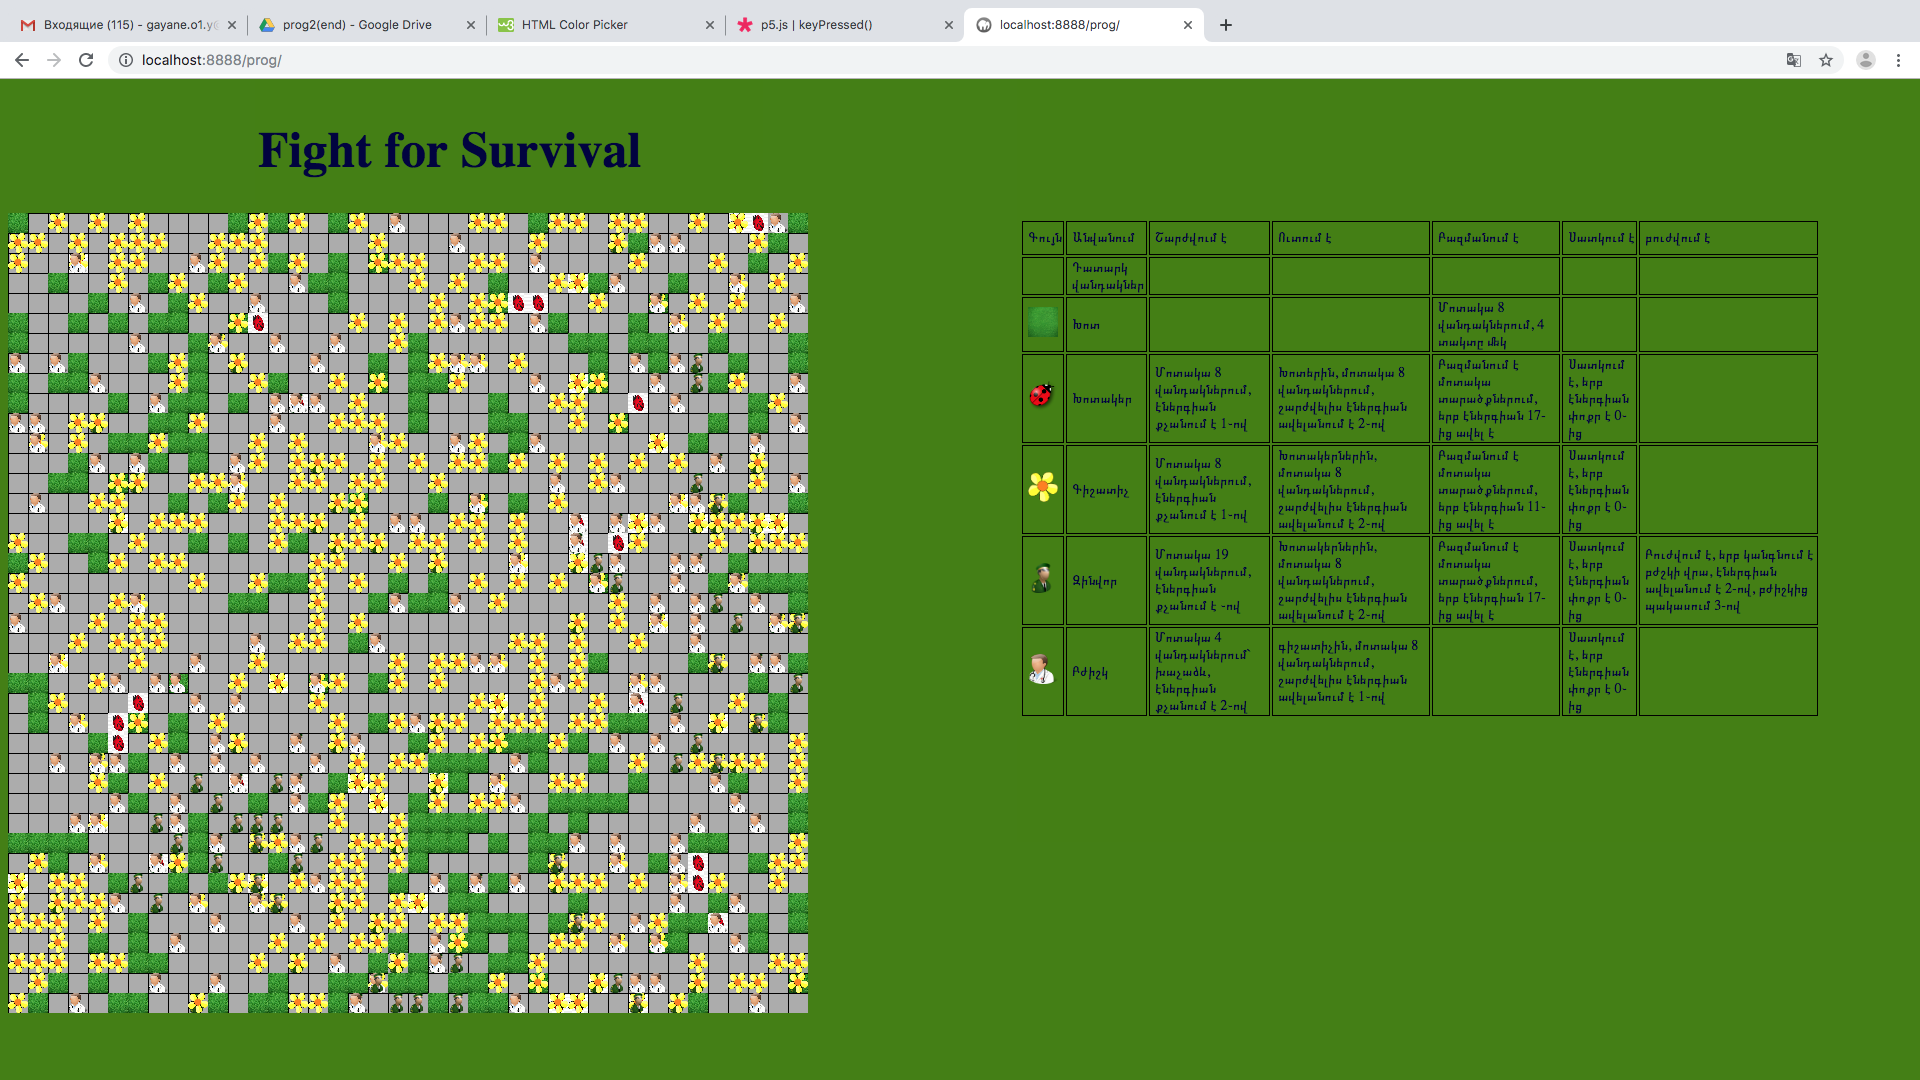 Входящие (115) - gayane.o1.y@
prog2(end) - Google Drive
HTML Color Picker
p5.js | keyPressed()
localhost:8888/prog/
localhost:8888/prog/
Fight for Survival
Գույն Անվանում Շարժվում է Ուտում է Բազմանում է Սատկում է բուժվում է
Դատարկ
վանդակներ
Խոտ
Մոտակա 8
վանդակներում, 4
տակտը մեկ
Խոտակեր
Մոտակա 8
վանդակներում,
էներգիան
քչանում է 1-ով
Խոտերին, մոտակա 8
վանդակներում,
շարժվելիս էներգիան
ավելանում է 2-ով
Բազմանում է
մոտակա
տարածքներում,
երբ էներգիան 17-
ից ավել է
Սատկում
է, երբ
էներգիան
փոքր է 0-
ից
Գիշատիչ
Մոտակա 8
վանդակներում,
էներգիան
քչանում է 1-ով
Խոտակերներին,
մոտակա 8
վանդակներում,
շարժվելիս էներգիան
ավելանում է 2-ով
Բազմանում է
մոտակա
տարածքներում,
երբ էներգիան 11-
ից ավել է
Սատկում
է, երբ
էներգիան
փոքր է 0-
ից
Զինվոր
Մոտակա 19
վանդակներում,
էներգիան
քչանում է -ով
Խոտակերներին,
մոտակա 8
վանդակներում,
շարժվելիս էներգիան
ավելանում է 2-ով
Բազմանում է
մոտակա
տարածքներում,
երբ էներգիան 17-
ից ավել է
Սատկում
է, երբ
էներգիան
փոքր է 0-
ից
Բուժվում է, երբ կանգնում է
բժշկի վրա, էներգիան
ավելանում է 2-ով, բժիշկից
պակասում 3-ով
Բժիշկ
Մոտակա 4
վանդակներում՝
խաչաձև,
էներգիան
քչանում է 2-ով
գիշատիչին, մոտակա 8
վանդակներում,
շարժվելիս էներգիան
ավելանում է 1-ով
Սատկում
է, երբ
էներգիան
փոքր է 0-
ից